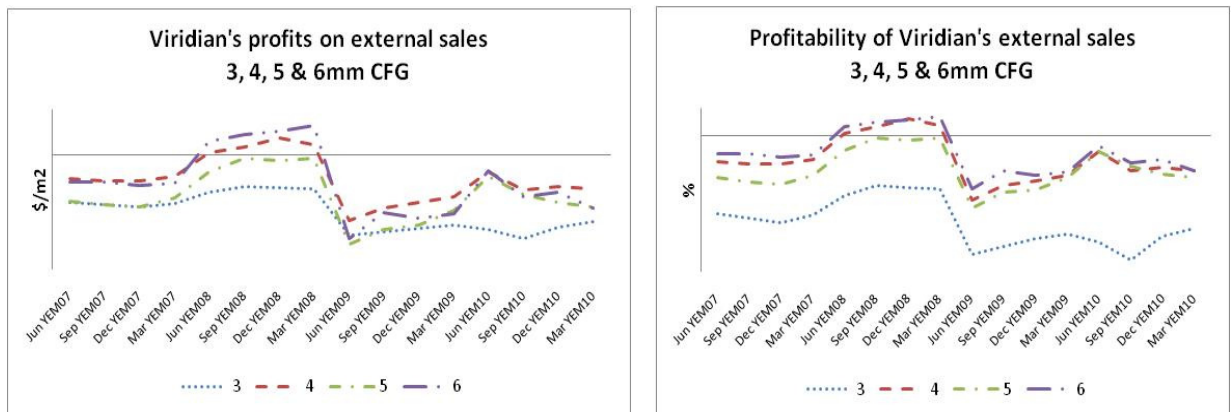 Viridian's profits on external sales
3, 4, 5 & 6mm CFG
$/m2
Jun YEM07
Sep YEM07
Dec YEM07
Mar YEM07
Jun YEM08
Sep YEM08
Dec YEM08
Mar YEM08
Jun YEM09
Sep YEM09
Dec YEM09
Mar YEM09
Jun YEM10
Sep YEM10
Dec YEM10
Mar YEM10
3 4 5 6
Profitability of Viridian's external sales
3, 4, 5 & 6mm CFG
%
Jun YEM07
Sep YEM07
Dec YEM07
Mar YEM07
Jun YEM08
Sep YEM08
Dec YEM08
Mar YEM08
Jun YEM09
Sep YEM09
Dec YEM09
Mar YEM09
Jun YEM10
Sep YEM10
Dec YEM10
Mar YEM10
3 4 5 6